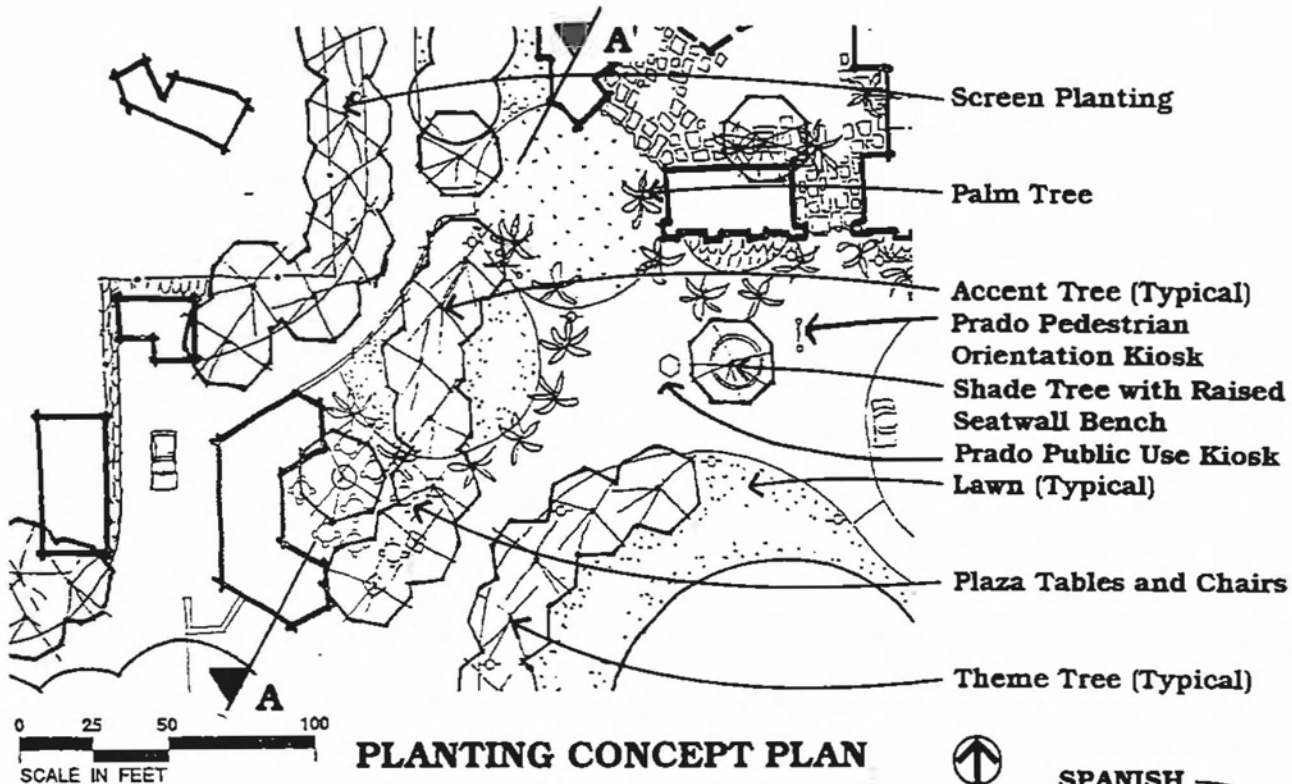 A'
Screen Planting
Palm Tree
Accent Tree (Typical)
Prado Pedestrian
Orientation Kiosk
Shade Tree with Raised
Seatwall Bench
Prado Public Use Kiosk
Lawn (Typical)
Plaza Tables and Chairs
Theme Tree (Typical)
A
0 25 50 100
SCALE IN FEET
PLANTING CONCEPT PLAN
SPANISH